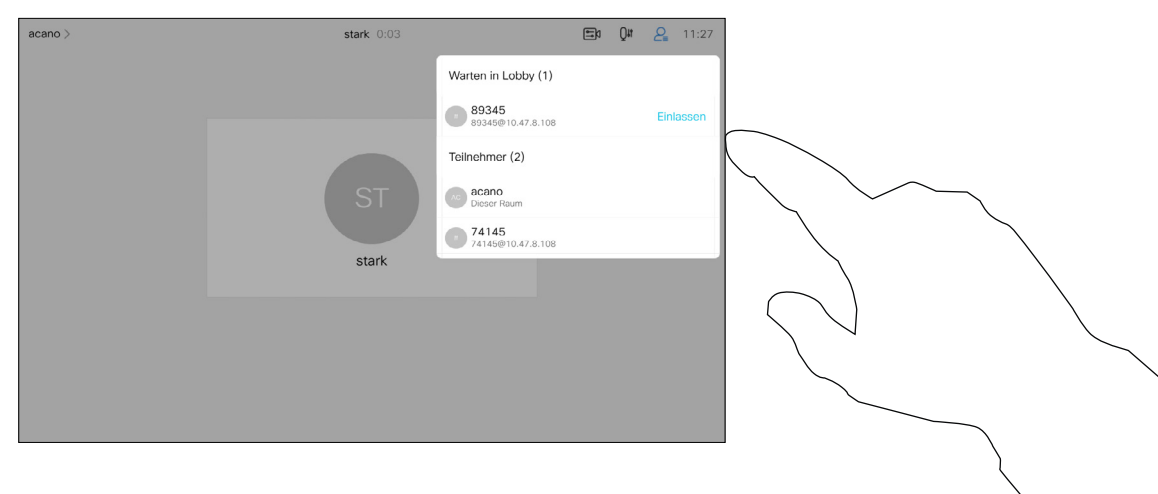 acano >
stark 0:03
11:27
Warten in Lobby (1)
89345
89345@10.47.8.108
Einlassen
Teilnehmer (2)
AC
acano
Dieser Raum
74145
74145@10.47.8.108
ST
stark